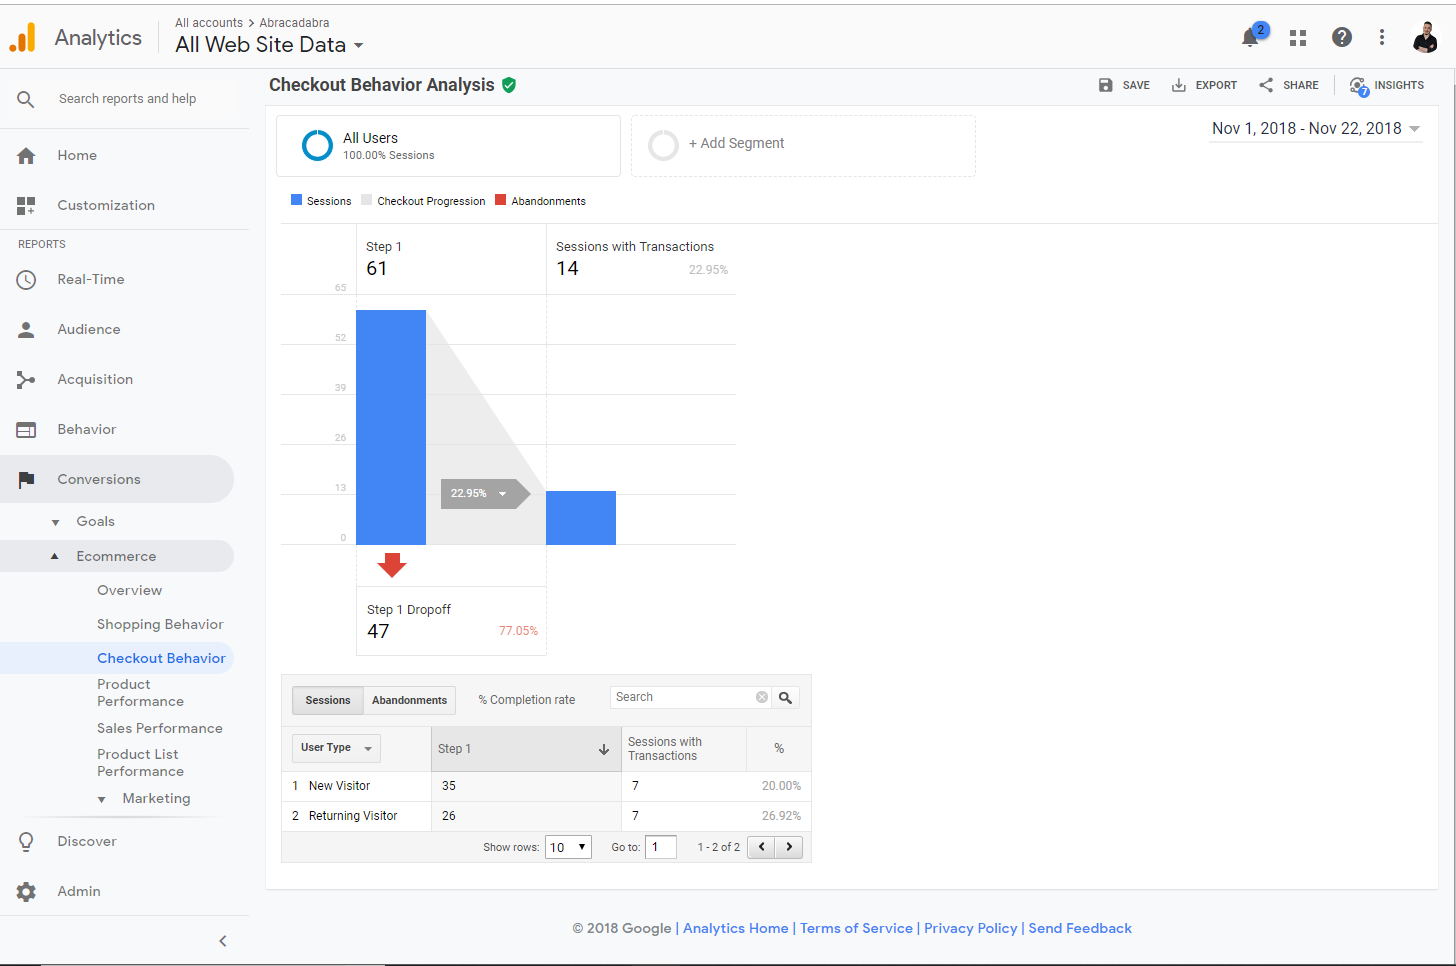 Analytics
All accounts > Abracadabra
All Web Site Data
2
Search reports and help
Home
Customization
REPORTS
Real-Time
Audience
Acquisition
Behavior
Conversions
Goals
Ecommerce
Overview
Shopping Behavior
Checkout Behavior
Product
Performance
Sales Performance
Product List
Performance
Marketing
Discover
Admin
Checkout Behavior Analysis
SAVE
EXPORT
SHARE
7
INSIGHTS
All Users
100.00% Sessions
+ Add Segment
Nov 1, 2018 - Nov 22, 2018
Sessions Checkout Progression Abandonments
Step 1
61
Sessions with Transactions
14 22.95%
65
52
39
26
13
0
22.95%
Step 1 Dropoff
47 77.05%
Sessions Abandonments % Completion rate Search
User Type Step 1 Sessions with
Transactions %
1 New Visitor 35 7 20.00%
2 Returning Visitor 26 7 26.92%
Show rows: 10 Go to: 1 1 - 2 of 2
© 2018 Google | Analytics Home | Terms of Service | Privacy Policy | Send Feedback